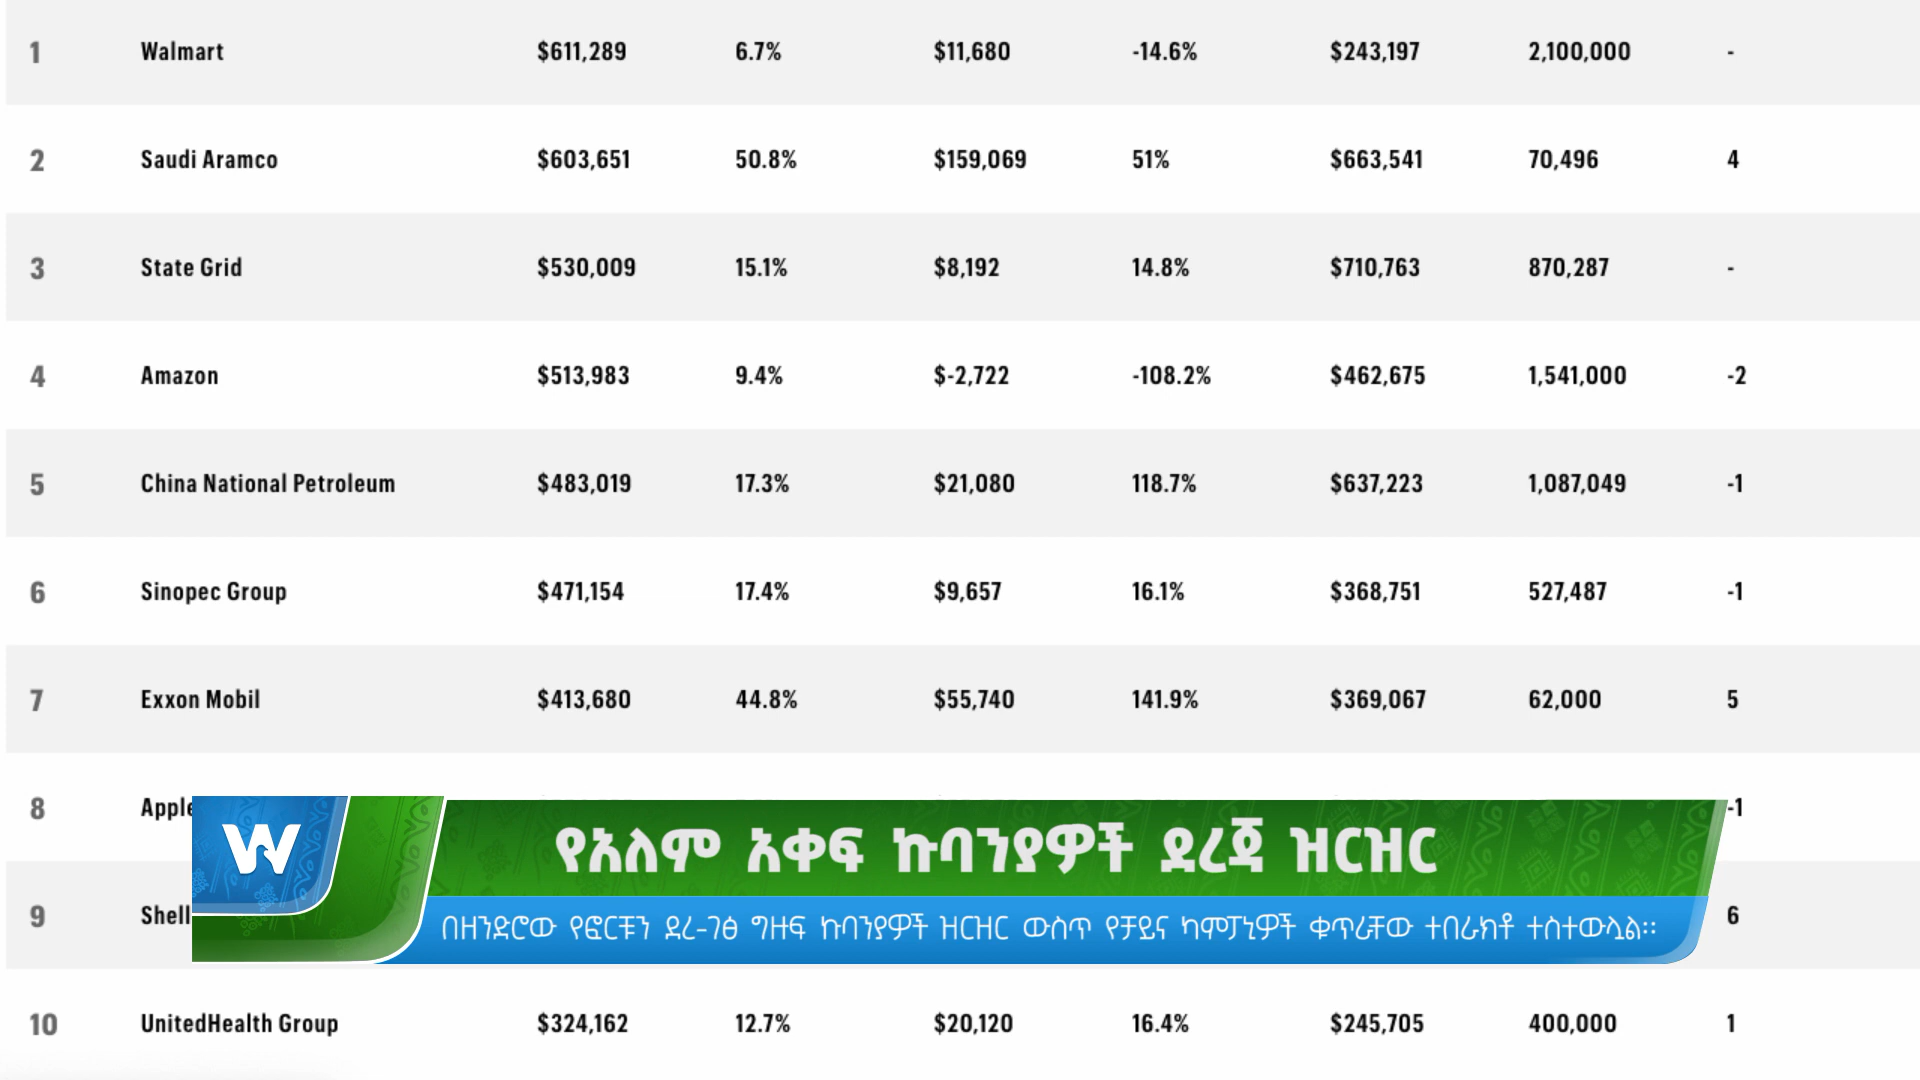 1 Walmart $611,289 6.7% $11,680 -14.6% $243,197 2,100,000 -
2 Saudi Aramco $603,651 50.8% $159,069 51% $663,541 70,496 4
3 State Grid $530,009 15.1% $8,192 14.8% $710,763 870,287 -
4 Amazon $513,983 9.4% $-2,722 -108.2% $462,675 1,541,000 -2
5 China National Petroleum $483,019 17.3% $21,080 118.7% $637,223 1,087,049 -1
6 Sinopec Group $471,154 17.4% $9,657 16.1% $368,751 527,487 -1
7 Exxon Mobil $413,680 44.8% $55,740 141.9% $369,067 62,000 5
8 Apple -1
W
የአለም አቀፍ ኩባንያዎች ደረጃ ዝርዝር
9 Shell 6
በዘንድሮው የፎርቹን ደረ-ገፅ ግዙፍ ኩባንያዎች ዝርዝር ውስጥ የቻይና ካምፓኒዎች ቁጥራቸው ተበራክቶ ተስተውሏል።
10 UnitedHealth Group $324,162 12.7% $20,120 16.4% $245,705 400,000 1